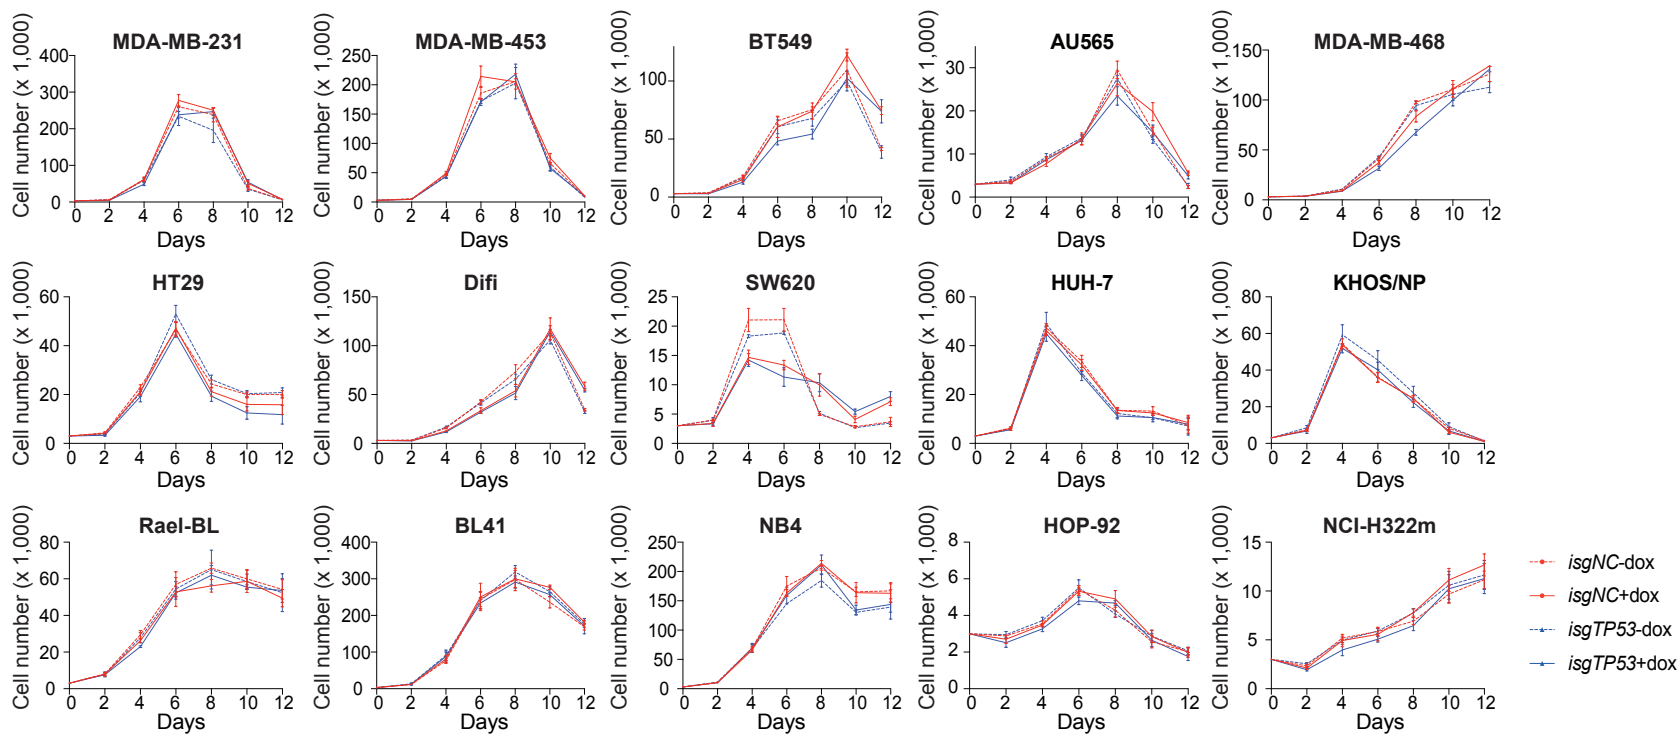 MDA-MB-231
Cell number (x 1,000)
400
300
200
100
0
0 2 4 6 8 10 12
Days
MDA-MB-453
Cell number (x 1,000)
250
200
150
100
50
0
0 2 4 6 8 10 12
Days
BT549
Ccell number (x 1,000)
100
50
0
0 2 4 6 8 10 12
Days
AU565
Ccell number (x 1,000)
30
20
10
0
0 2 4 6 8 10 12
Days
MDA-MB-468
Cell number (x 1,000)
150
100
50
0
0 2 4 6 8 10 12
Days
HT29
Cell number (x 1,000)
60
40
20
0
0 2 4 6 8 10 12
Difi
Cell number (x 1,000)
150
100
50
0
0 2 4 6 8 10 12
SW620
Cell number (x 1,000)
25
20
15
10
5
0
0 2 4 6 8 10 12
HUH-7
Cell number (x 1,000)
60
40
20
0
0 2 4 6 8 10 12
KHOS/NP
Cell number (x 1,000)
80
60
40
20
0
0 2 4 6 8 10 12
Rael-BL
Cell number (x 1,000)
80
60
40
20
0
0 2 4 6 8 10 12
Days
BL41
Cell number (x 1,000)
400
300
200
100
0
0 2 4 6 8 10 12
Days
NB4
Cell number (x 1,000)
250
200
150
100
50
0
0 2 4 6 8 10 12
Days
HOP-92
Cell number (x 1,000)
8
6
4
2
0
0 2 4 6 8 10 12
Days
NCI-H322m
Cell number (x 1,000)
15
10
5
0
0 2 4 6 8 10 12
Days
isgNC-dox
isgNC+dox
isgTP53-dox
isgTP53+dox